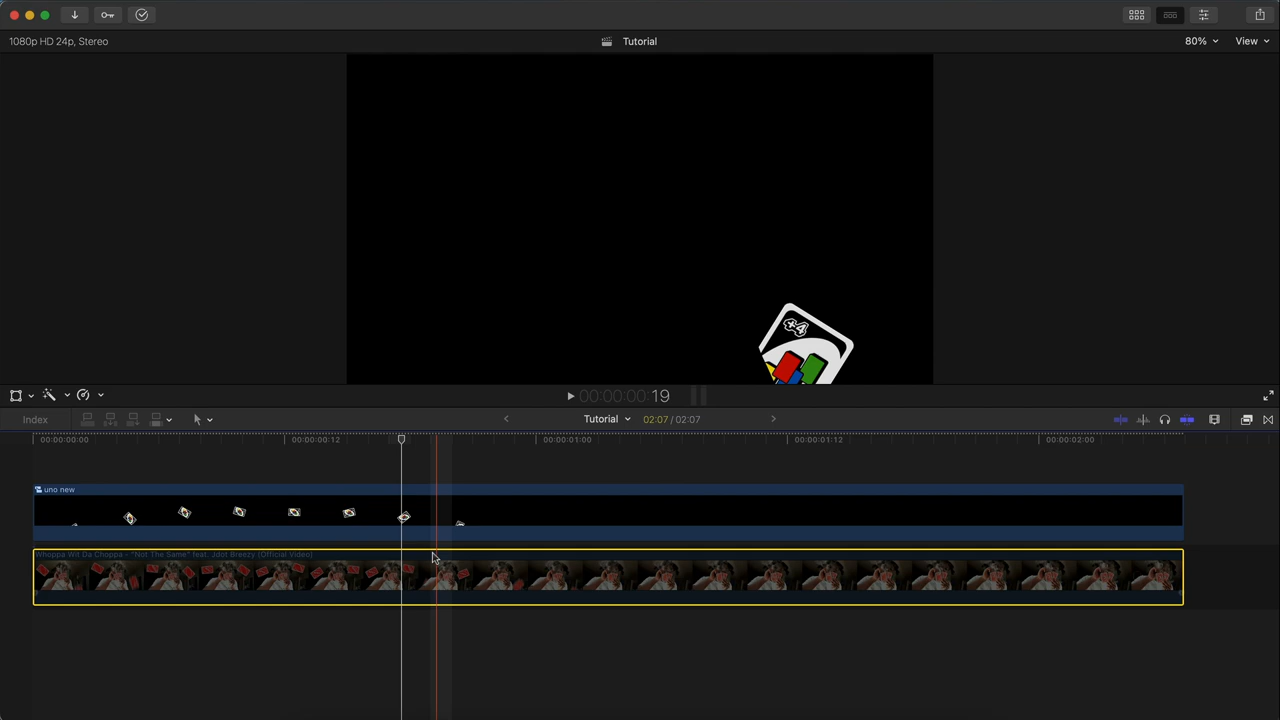 1080p HD 24p, Stereo
Tutorial
80%
View
+4
00:00:00:19
Index
Tutorial
02:07 / 02:07
00:00:00:00
00:00:00:12
00:00:01:00
00:00:01:12
00:00:02:00
uno new
Whoppa Wit Da Choppa - "Not The Same" feat. Jdot Breezy (Official Video)